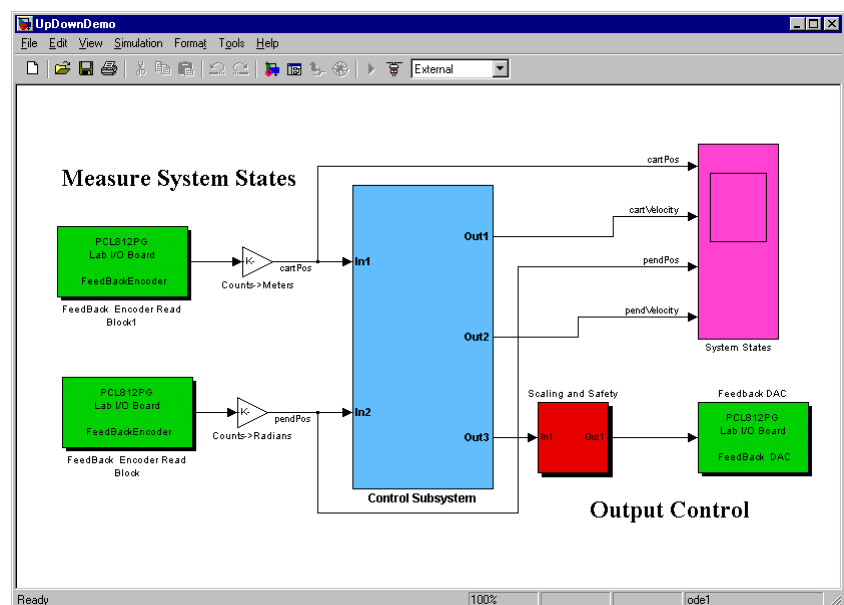 UpDownDemo
File Edit View Simulation Format Tools Help
External
Measure System States
PCL812PG
Lab I/O Board
FeedBackEncoder
FeedBack Encoder Read
Block1
K-
Counts->Meters
cartPos
PCL812PG
Lab I/O Board
FeedBackEncoder
FeedBack Encoder Read
Block
K-
Counts->Radians
pendPos
In1
In2
Out1
Out2
Out3
Control Subsystem
cartPos
cartVelocity
pendPos
pendVelocity
System States
Scaling and Safety
In1
Out1
Feedback DAC
PCL812PG
Lab I/O Board
FeedBack DAC
Output Control
Ready
100%
ode1